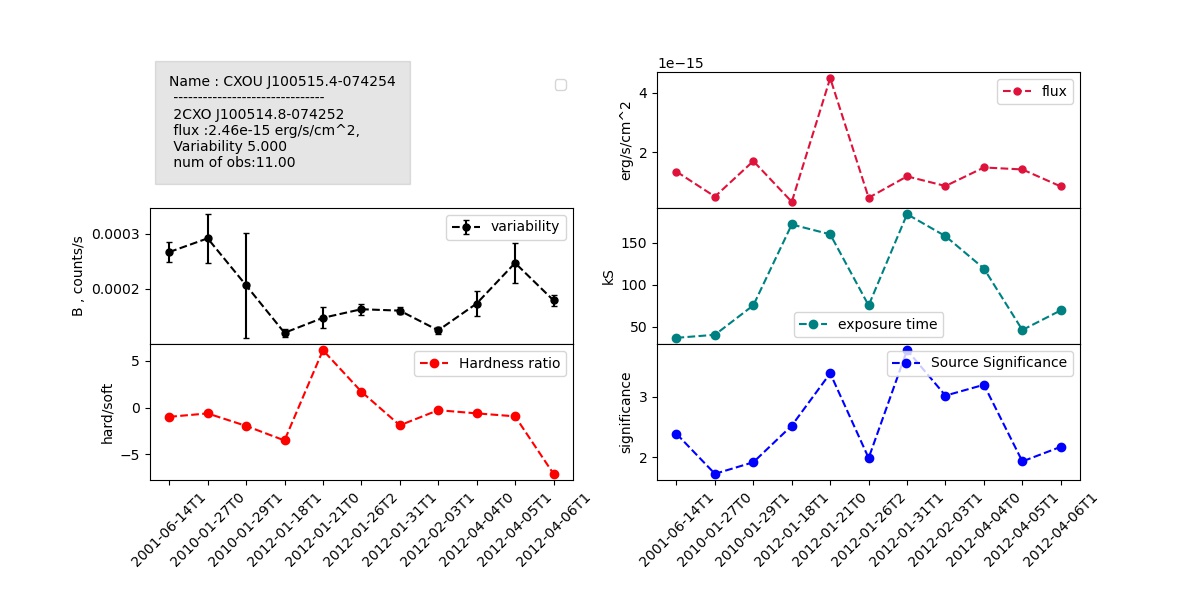 Name : CXOU J100515.4-074254
-------------------------------
2CXO J100514.8-074252
flux :2.46e-15 erg/s/cm^2,
Variability 5.000
num of obs:11.00
B , counts/s
0.0003
0.0002
variability
hard/soft
5
0
−5
Hardness ratio
2001-06-14T1
2010-01-27T0
2010-01-29T1
2012-01-18T1
2012-01-21T0
2012-01-26T2
2012-01-31T1
2012-02-03T1
2012-04-04T0
2012-04-05T1
2012-04-06T1
1e−15
erg/s/cm^2
4
2
flux
kS
150
100
50
exposure time
significance
3
2
Source Significance
2001-06-14T1
2010-01-27T0
2010-01-29T1
2012-01-18T1
2012-01-21T0
2012-01-26T2
2012-01-31T1
2012-02-03T1
2012-04-04T0
2012-04-05T1
2012-04-06T1